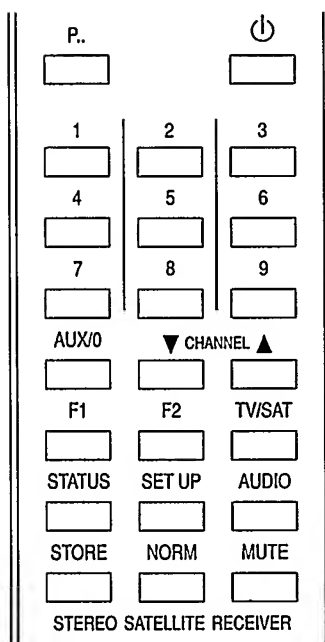 P..
1 2 3
4 5 6
7 8 9
AUX/0 ▼ CHANNEL ▲
F1 F2 TV/SAT
STATUS SET UP AUDIO
STORE NORM MUTE
STEREO SATELLITE RECEIVER